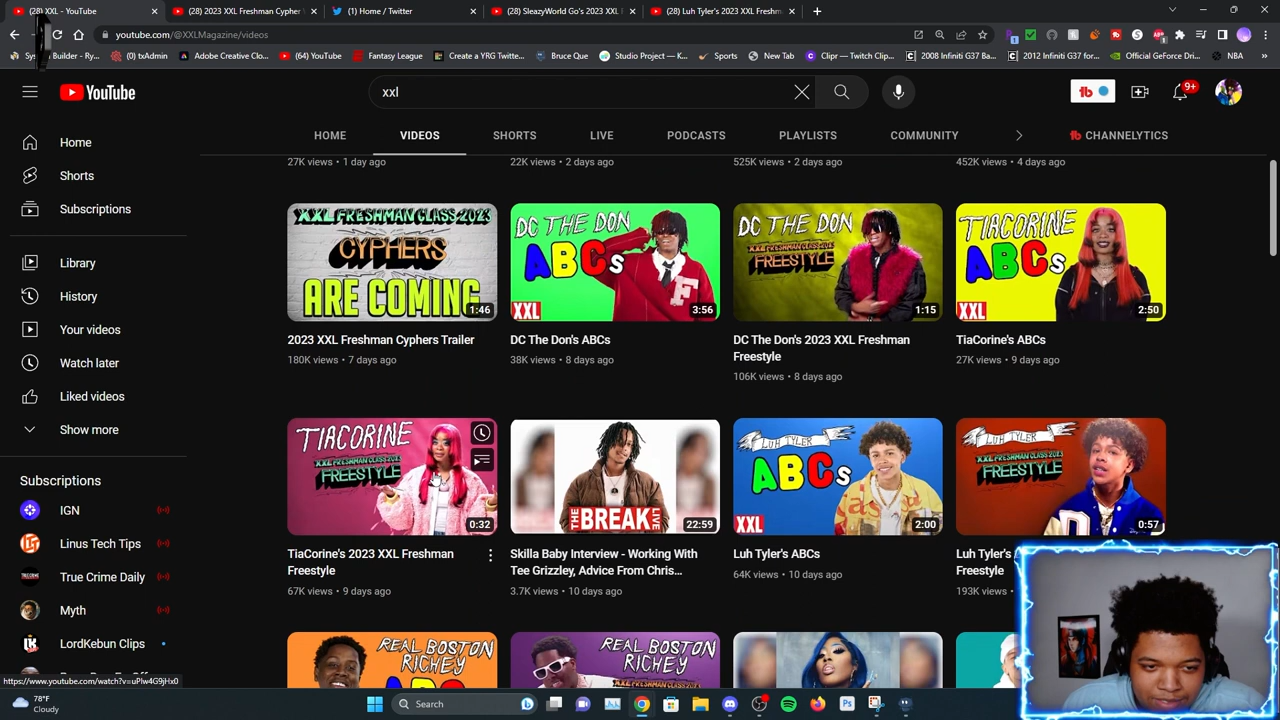 (28) XXL - YouTube
(28) 2023 XXL Freshman Cypher
(1) Home / Twitter
(28) SleazyWorld Go's 2023 XXL F
(28) Luh Tyler's 2023 XXL Freshm
youtube.com/@XXLMagazine/videos
System Builder - Ry...
(0) txAdmin
Adobe Creative Clo...
(64) YouTube
Fantasy League
Create a YRG Twitte...
Bruce Que
Studio Project — K...
Sports
New Tab
Clipr — Twitch Clip...
2008 Infiniti G37 Ba...
2012 Infiniti G37 for...
Official GeForce Driv...
NBA
YouTube
xxl
9+
HOME
VIDEOS
SHORTS
LIVE
PODCASTS
PLAYLISTS
COMMUNITY
CHANNELYTICS
Home
Shorts
Subscriptions
Library
History
Your videos
Watch later
Liked videos
Show more
Subscriptions
IGN
Linus Tech Tips
True Crime Daily
Myth
LordKebun Clips
27K views • 1 day ago
22K views • 2 days ago
525K views • 2 days ago
452K views • 4 days ago
XXL FRESHMAN CLASS 2023
CYPHERS
ARE COMING
1:46
DC THE DON
ABCs
XXL
3:56
DC THE DON
XXL FRESHMAN CLASS 2023
FREESTYLE
1:15
TIACORINE
ABCs
XXL
2:50
2023 XXL Freshman Cyphers Trailer
180K views • 7 days ago
DC The Don's ABCs
38K views • 8 days ago
DC The Don's 2023 XXL Freshman
Freestyle
106K views • 8 days ago
TiaCorine's ABCs
27K views • 9 days ago
TIACORINE
XXL FRESHMAN CLASS 2023
FREESTYLE
0:32
THE BREAK LIVE
22:59
LUH TYLER
ABCs
XXL
2:00
LUH TYLER
XXL FRESHMAN CLASS 2023
FREESTYLE
0:57
TiaCorine's 2023 XXL Freshman
Freestyle
67K views • 9 days ago
Skilla Baby Interview - Working With
Tee Grizzley, Advice From Chris...
3.7K views • 10 days ago
Luh Tyler's ABCs
64K views • 10 days ago
Luh Tyler's
Freestyle
193K views
REAL BOSTON
RICHEY
REAL BOSTON
RICHEY
https://www.youtube.com/watch?v=uPlw4G9jHx0
78°F
Cloudy
Search